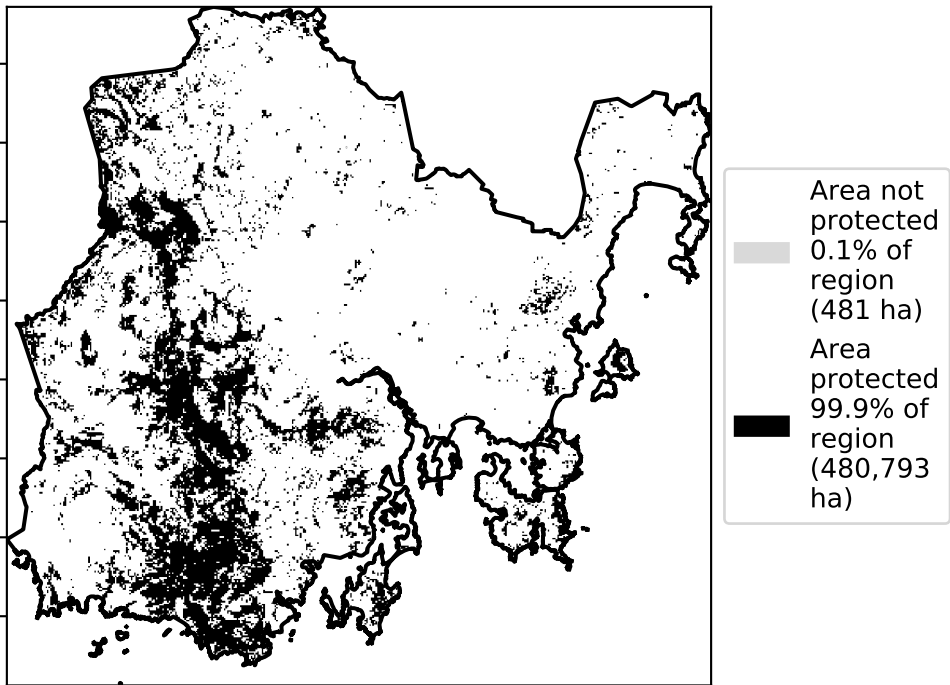 Area not
protected
0.1% of
region
(481 ha)
Area
protected
99.9% of
region
(480,793
ha)